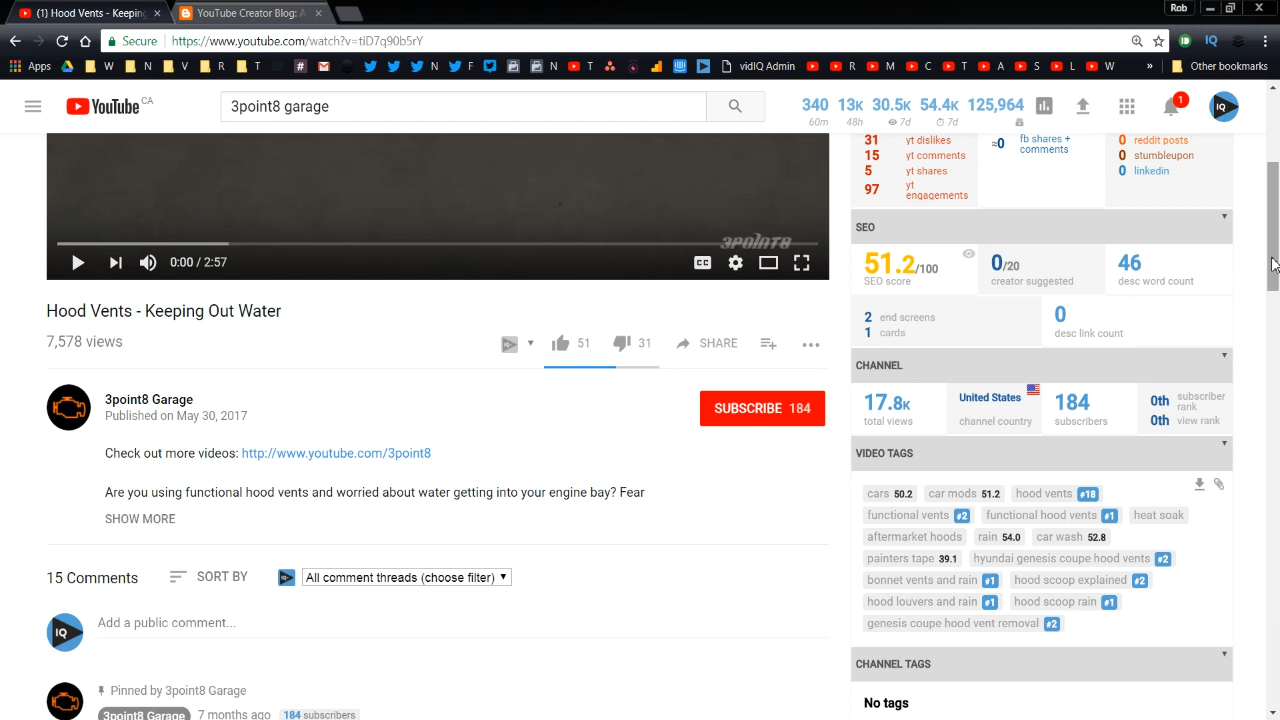 (1) Hood Vents - Keeping
YouTube Creator Blog: A
Rob
Secure https://www.youtube.com/watch?v=tiD7q90b5rY
IQ
Apps W N V R T # N F N T R M C T A S L W
vidIQ Admin
» Other bookmarks
YouTube CA
3point8 garage
340 13K 30.5K 54.4K 125,964
60m 48h 7d 7d
1
IQ
31 yt dislikes
15 yt comments
5 yt shares
97 yt engagements
≈0 fb shares + comments
0 reddit posts
0 stumbleupon
0 linkedin
3POINT8
0:00 / 2:57
CC
SEO
51.2/100
SEO score
0/20
creator suggested
46
desc word count
2 end screens
1 cards
0
desc link count
Hood Vents - Keeping Out Water
7,578 views
51 31 SHARE
3point8 Garage
Published on May 30, 2017
SUBSCRIBE 184
Check out more videos: http://www.youtube.com/3point8
Are you using functional hood vents and worried about water getting into your engine bay? Fear
SHOW MORE
CHANNEL
17.8K
total views
United States
channel country
184
subscribers
0th subscriber rank
0th view rank
VIDEO TAGS
cars 50.2 car mods 51.2 hood vents #18
functional vents #2 functional hood vents #1 heat soak
aftermarket hoods rain 54.0 car wash 52.8
painters tape 39.1 hyundai genesis coupe hood vents #2
bonnet vents and rain #1 hood scoop explained #2
hood louvers and rain #1 hood scoop rain #1
genesis coupe hood vent removal #2
CHANNEL TAGS
No tags
15 Comments SORT BY All comment threads (choose filter)
IQ Add a public comment...
Pinned by 3point8 Garage
3point8 Garage 7 months ago 184 subscribers